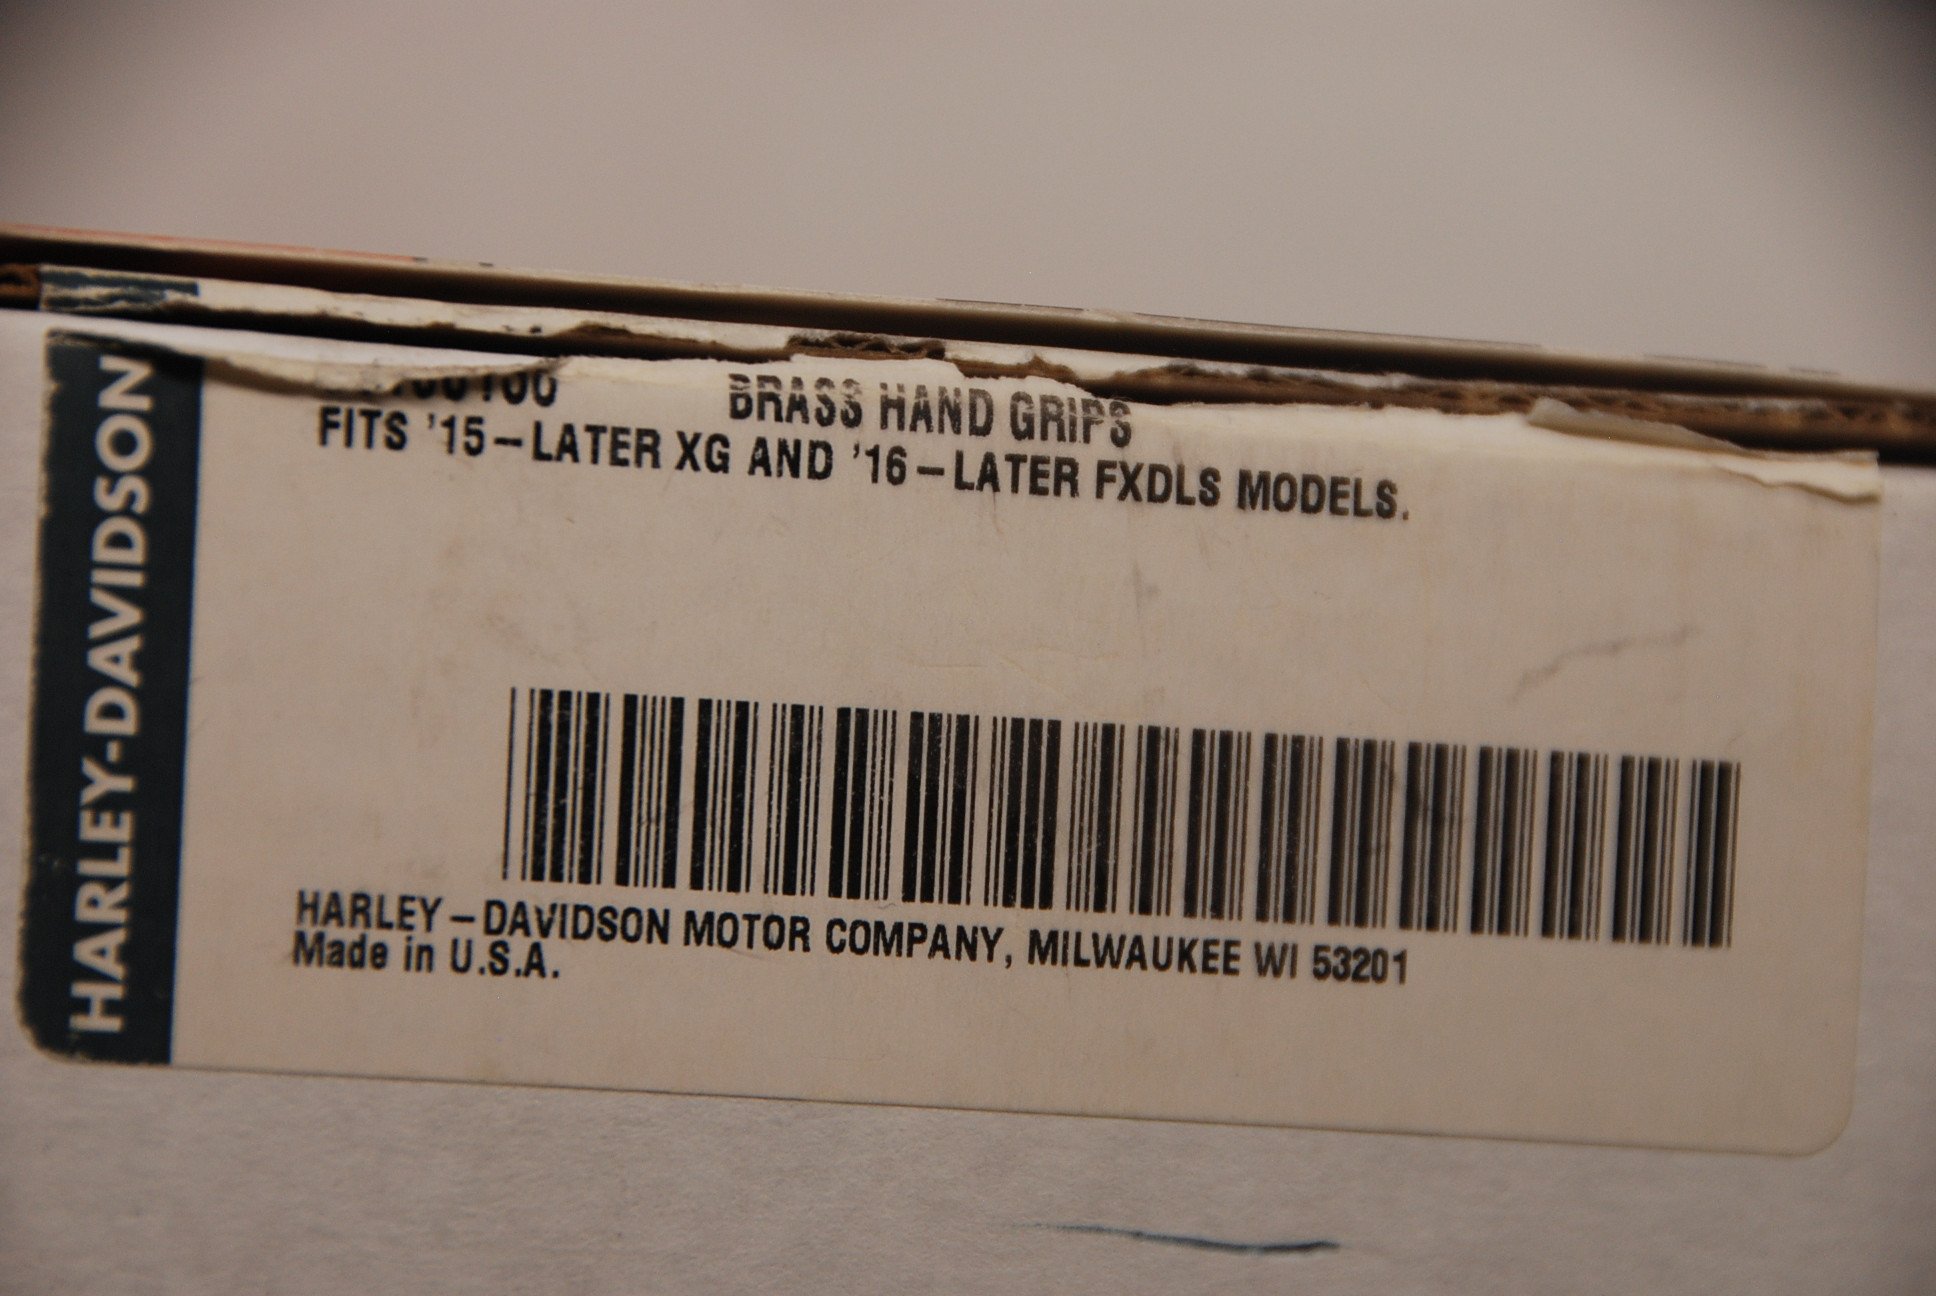 HARLEY-DAVIDSON
BRASS HAND GRIPS
FITS '15-LATER XG AND '16-LATER FXDLS MODELS.
HARLEY-DAVIDSON MOTOR COMPANY, MILWAUKEE WI 53201
Made in U.S.A.